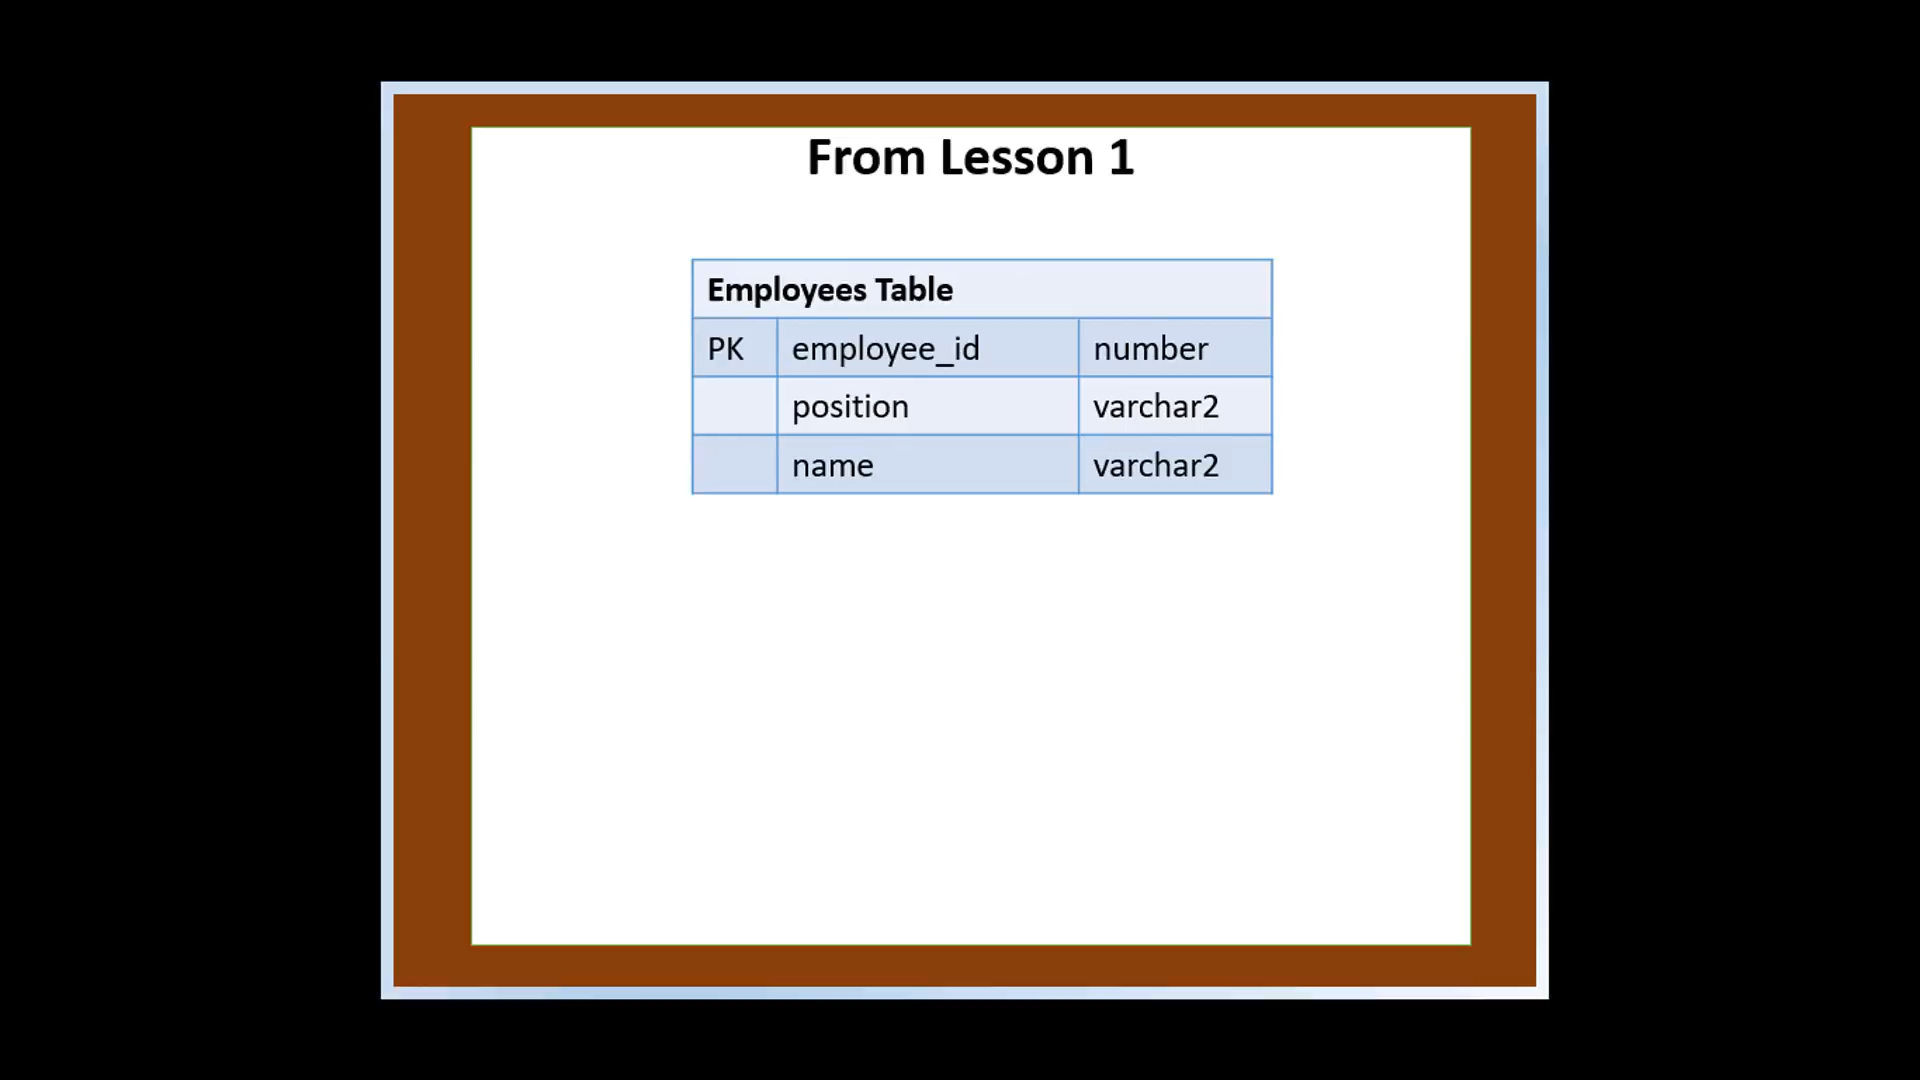 From Lesson 1
Employees Table
PK employee_id number
position varchar2
name varchar2